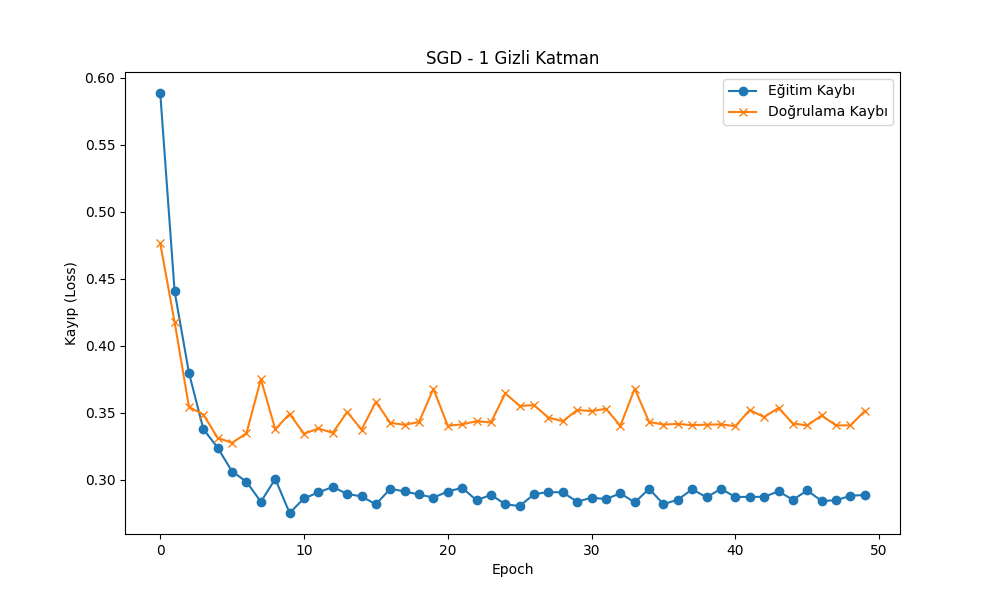 SGD - 1 Gizli Katman
Eğitim Kaybı
Doğrulama Kaybı
Kayıp (Loss)
0.60
0.55
0.50
0.45
0.40
0.35
0.30
0 10 20 30 40 50
Epoch